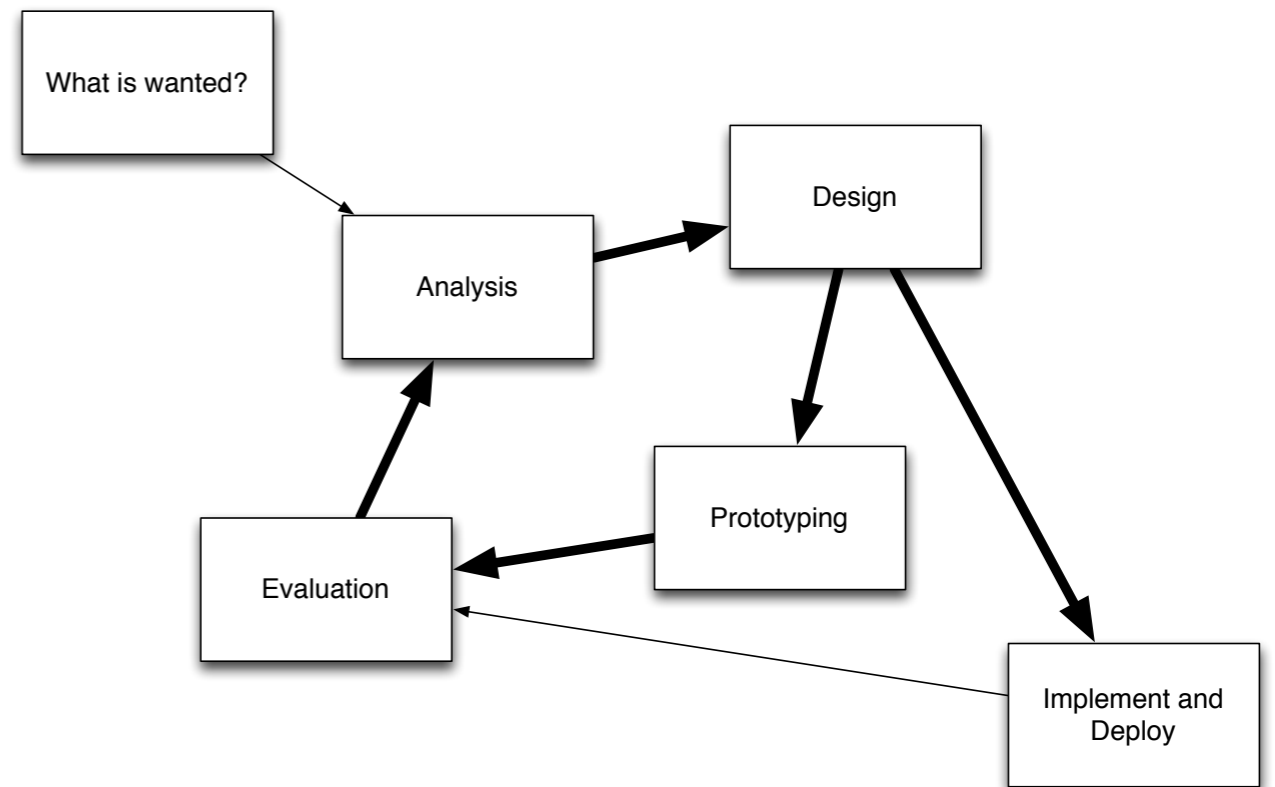 What is wanted?
Design
Analysis
Prototyping
Evaluation
Implement and
Deploy